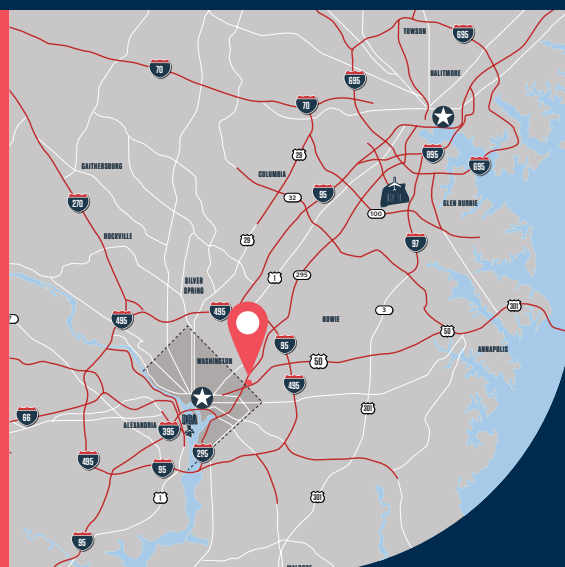 TOWSON
695
BALITMORE
70
695
70
895
695
29
COLUMBIA
GAITHERSBURG
95
32
270
100
GLEN BURNIE
ROCKVILLE
29
97
SILVER
SPRING
1
295
495
495
3
301
BOWIE
50
95
50
ANNAPOLIS
WASHINGTON
495
301
66
DCA
ALEXANDRIA
395
295
495
95
1
301
95